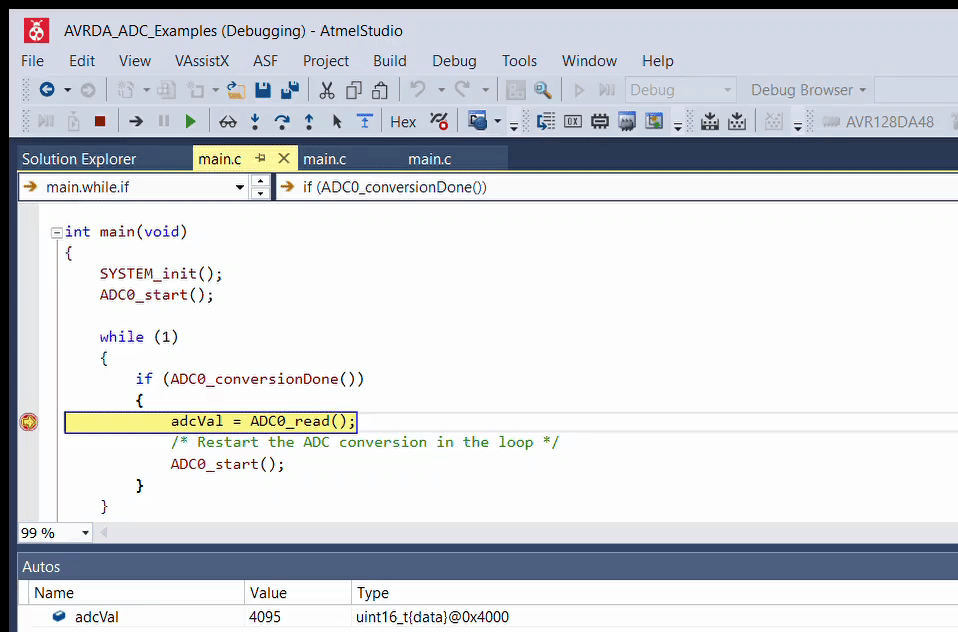 AVRDA_ADC_Examples (Debugging) - AtmelStudio
File Edit View VAssistX ASF Project Build Debug Tools Window Help
Debug Debug Browser
Hex AVR128DA48
Solution Explorer main.c main.c main.c
main.while.if if (ADC0_conversionDone())
int main(void)
{
SYSTEM_init();
ADC0_start();
while (1)
{
if (ADC0_conversionDone())
{
adcVal = ADC0_read();
/* Restart the ADC conversion in the loop */
ADC0_start();
}
}
99 %
Autos
Name Value Type
adcVal 4095 uint16_t{data}@0x4000